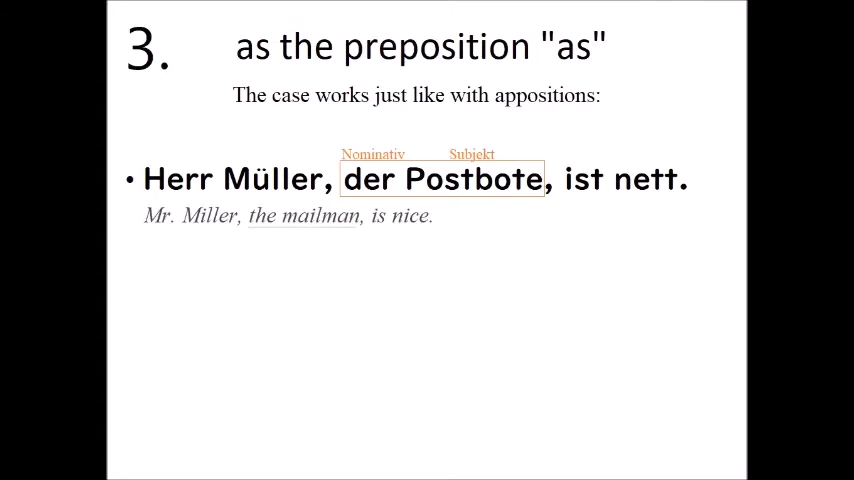 3. as the preposition "as"
The case works just like with appositions:
Nominativ Subjekt
• Herr Müller, der Postbote, ist nett.
Mr. Miller, the mailman, is nice.